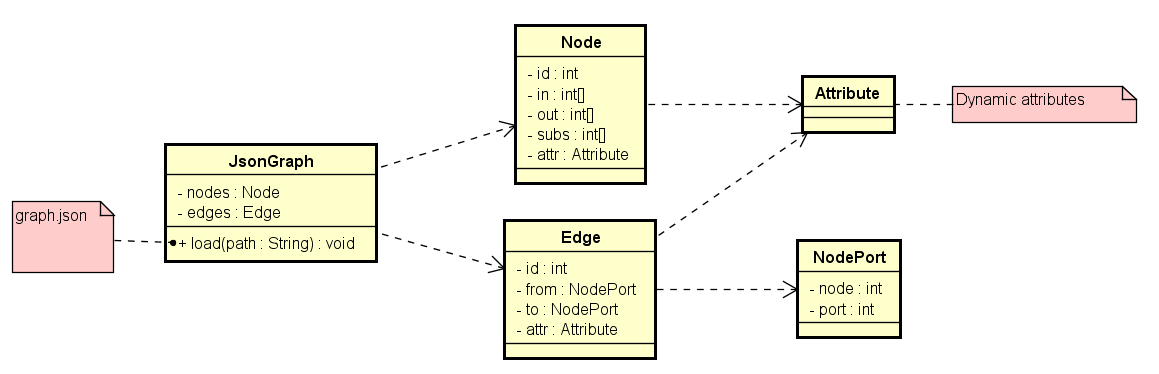 graph.json
JsonGraph
- nodes : Node
- edges : Edge
+ load(path : String) : void
Node
- id : int
- in : int[]
- out : int[]
- subs : int[]
- attr : Attribute
Edge
- id : int
- from : NodePort
- to : NodePort
- attr : Attribute
Attribute
Dynamic attributes
NodePort
- node : int
- port : int